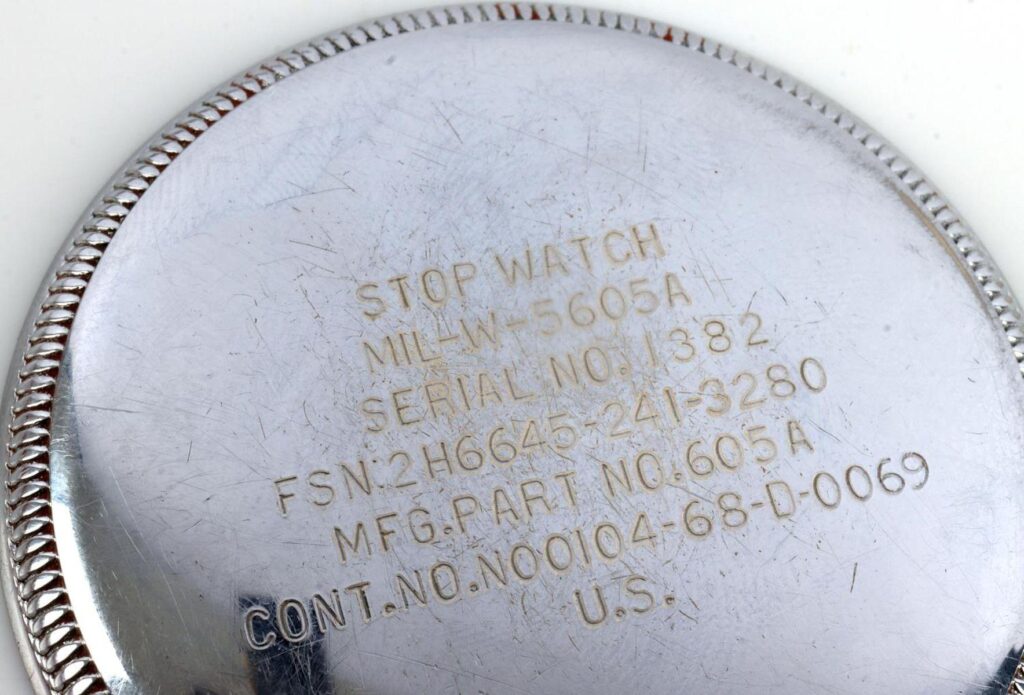 STOP WATCH
MIL-W-5605A
SERIAL NO. 1382
FSN:2H6645-241-3280
MFG.PART NO.605A
CONT.NO.N00104-68-D-0069
U.S.